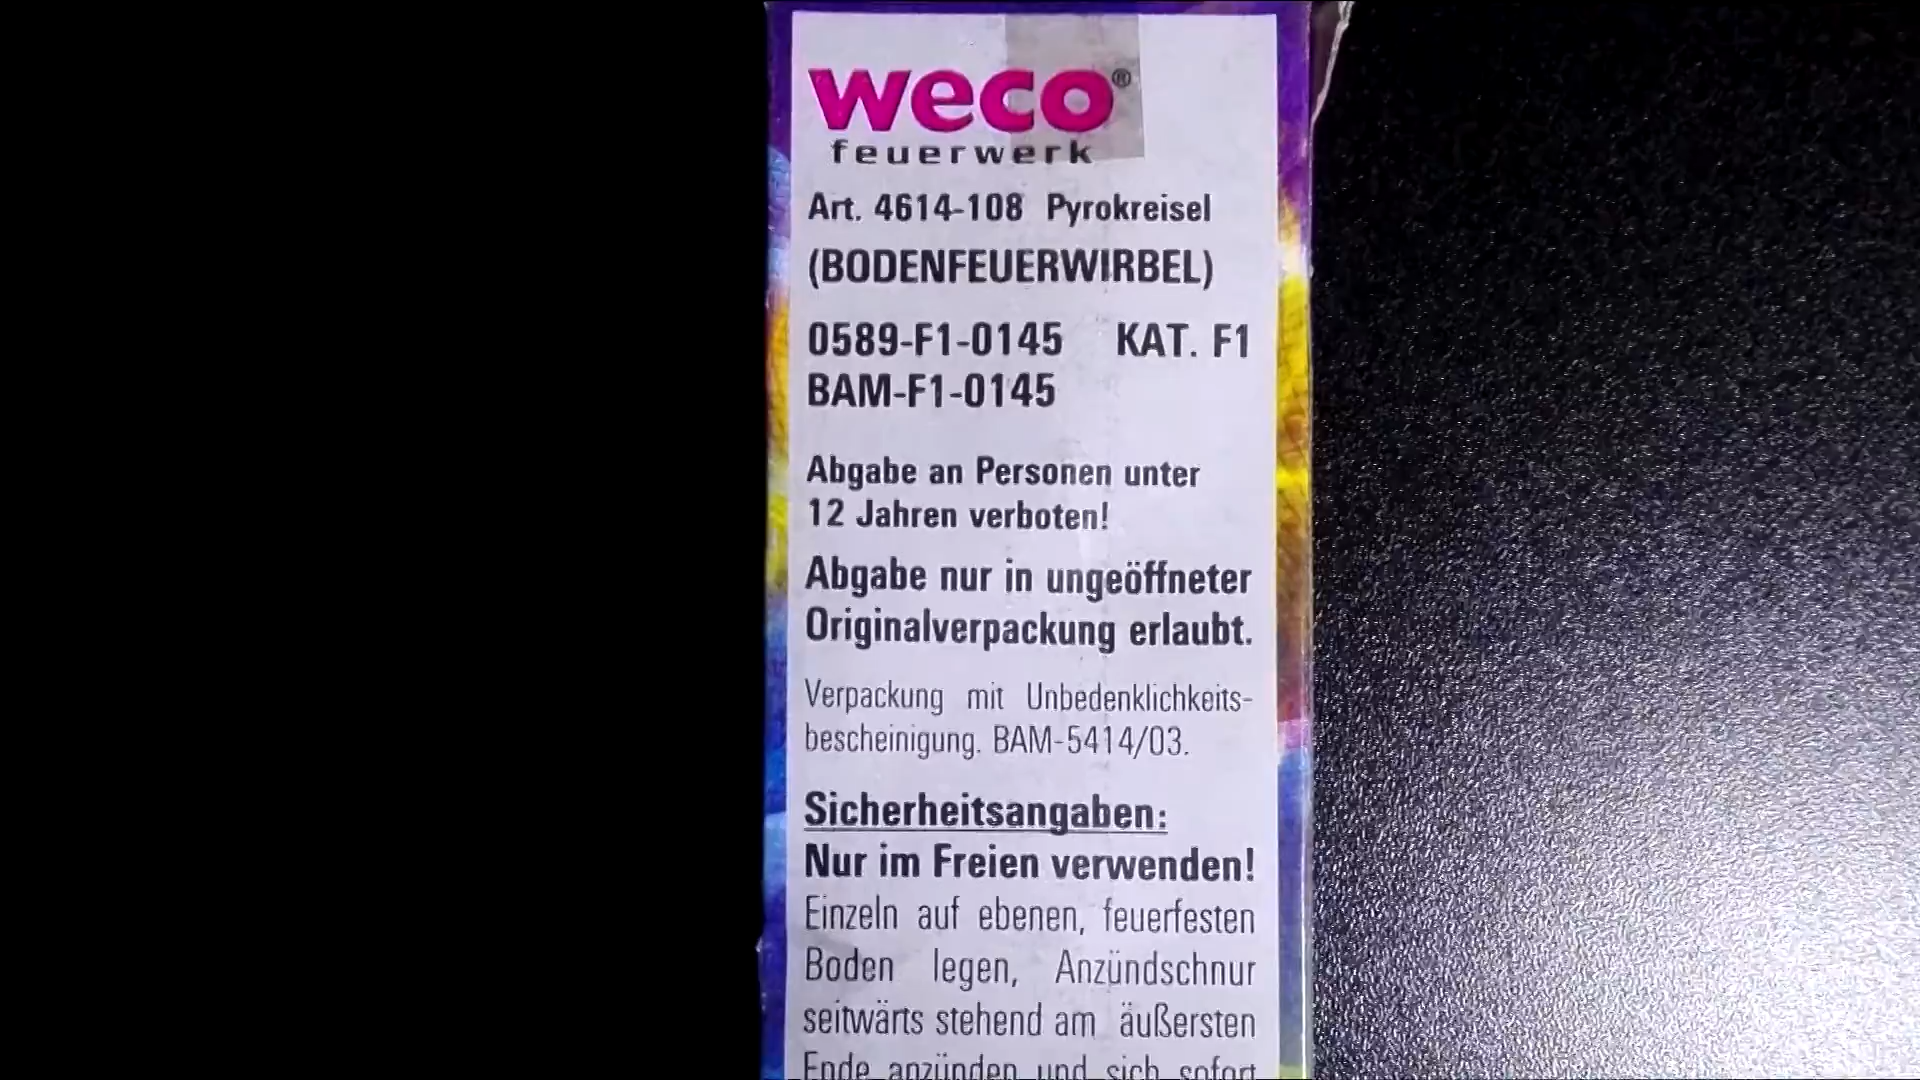 weco®
feuerwerk
Art. 4614-108 Pyrokreisel
(BODENFEUERWIRBEL)
0589-F1-0145 KAT. F1
BAM-F1-0145
Abgabe an Personen unter
12 Jahren verboten!
Abgabe nur in ungeöffneter
Originalverpackung erlaubt.
Verpackung mit Unbedenklichkeits-
bescheinigung. BAM-5414/03.
Sicherheitsangaben:
Nur im Freien verwenden!
Einzeln auf ebenen, feuerfesten
Boden legen, Anzündschnur
seitwärts stehend am äußersten
Ende anzünden und sich sofort